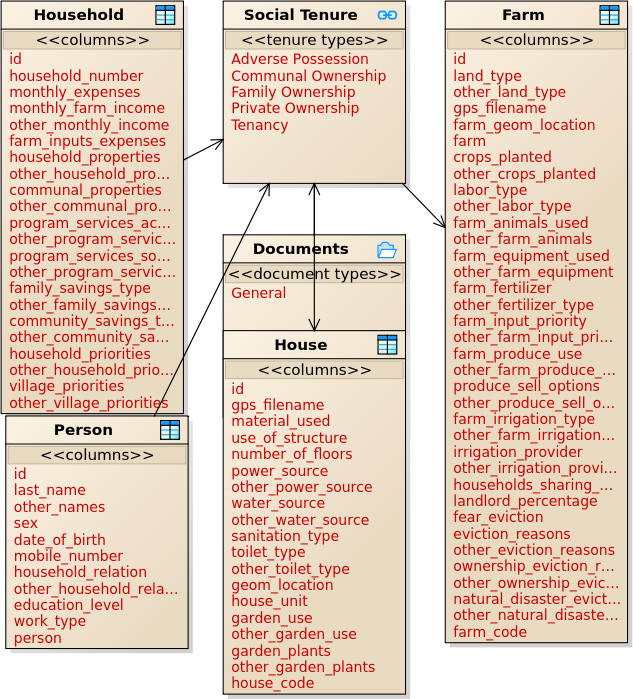 Household
<<columns>>
id
household_number
monthly_expenses
monthly_farm_income
other_monthly_income
farm_inputs_expenses
household_properties
other_household_pro...
communal_properties
other_communal_pro...
program_services_ac...
other_program_servic...
program_services_so...
other_program_servic...
family_savings_type
other_family_savings...
community_savings_t...
other_community_sa...
household_priorities
other_household_prio...
village_priorities
other_village_priorities
Person
<<columns>>
id
last_name
other_names
sex
date_of_birth
mobile_number
household_relation
other_household_rela...
education_level
work_type
person
Social Tenure
<<tenure types>>
Adverse Possession
Communal Ownership
Family Ownership
Private Ownership
Tenancy
Documents
<<document types>>
General
House
<<columns>>
id
gps_filename
material_used
use_of_structure
number_of_floors
power_source
other_power_source
water_source
other_water_source
sanitation_type
toilet_type
other_toilet_type
geom_location
house_unit
garden_use
other_garden_use
garden_plants
other_garden_plants
house_code
Farm
<<columns>>
id
land_type
other_land_type
gps_filename
farm_geom_location
farm
crops_planted
other_crops_planted
labor_type
other_labor_type
farm_animals_used
other_farm_animals
farm_equipment_used
other_farm_equipment
farm_fertilizer
other_fertilizer_type
farm_input_priority
other_farm_input_pri...
farm_produce_use
other_farm_produce_...
produce_sell_options
other_produce_sell_o...
farm_irrigation_type
other_farm_irrigation...
irrigation_provider
other_irrigation_provi...
households_sharing_...
landlord_percentage
fear_eviction
eviction_reasons
other_eviction_reasons
ownership_eviction_r...
other_ownership_evic...
natural_disaster_evict...
other_natural_disaste...
farm_code